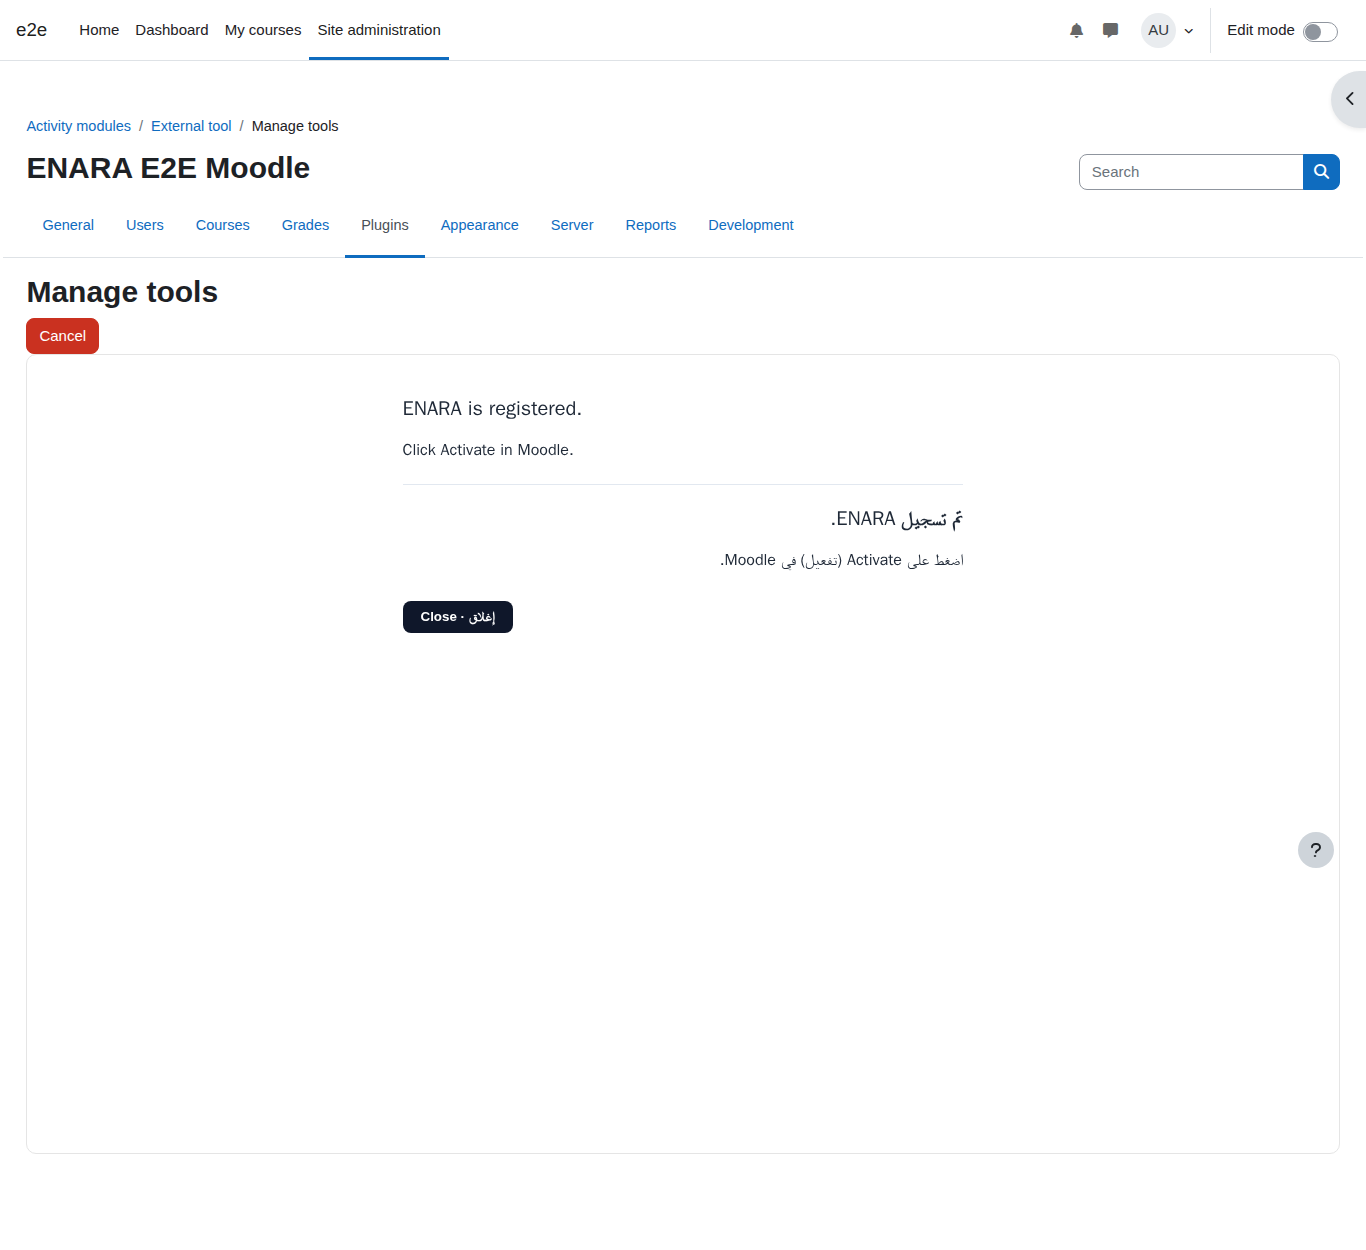 e2e Home Dashboard My courses Site administration AU Edit mode
Activity modules / External tool / Manage tools
ENARA E2E Moodle
Search
General Users Courses Grades Plugins Appearance Server Reports Development
Manage tools
Cancel
ENARA is registered.
Click Activate in Moodle.
تمّ تسجيل ENARA.
اضغط على Activate (تفعيل) في Moodle.
Close · إغلاق
?